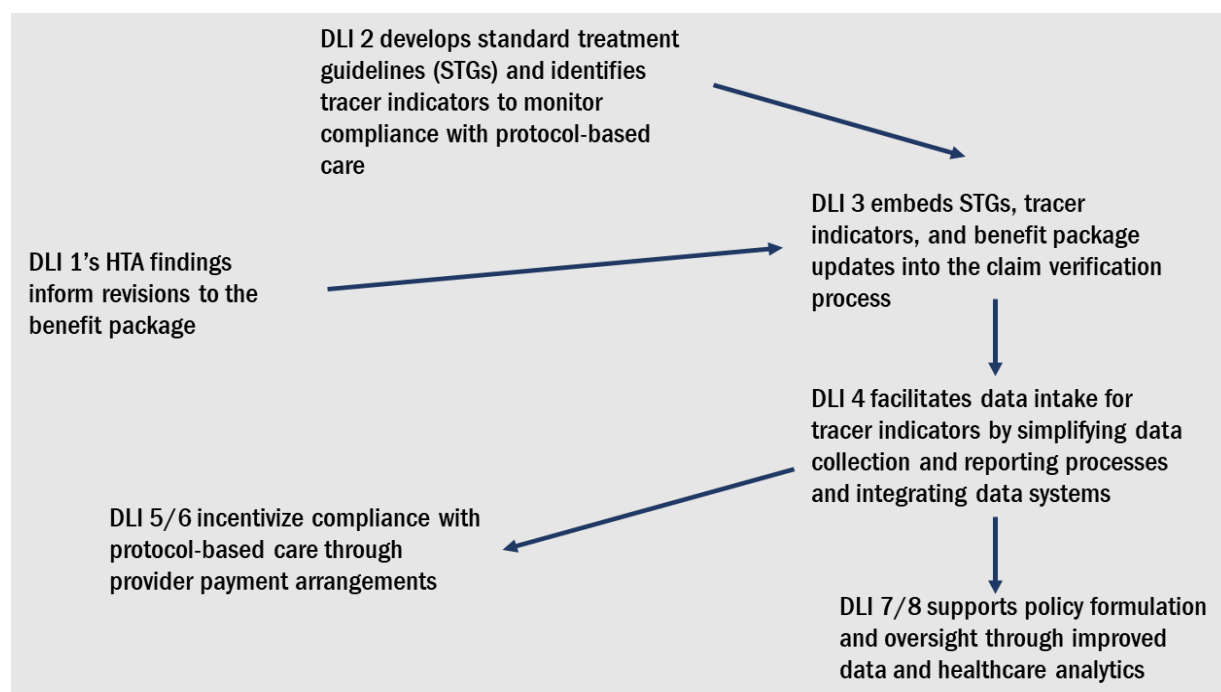 DLI 2 develops standard treatment
guidelines (STGs) and identifies
tracer indicators to monitor
compliance with protocol-based
care
DLI 3 embeds STGs, tracer
indicators, and benefit package
updates into the claim verification
process
DLI 1's HTA findings
inform revisions to the
benefit package
DLI 4 facilitates data intake for
tracer indicators by simplifying data
collection and reporting processes
and integrating data systems
DLI 5/6 incentivize compliance with
protocol-based care through
provider payment arrangements
DLI 7/8 supports policy formulation
and oversight through improved
data and healthcare analytics